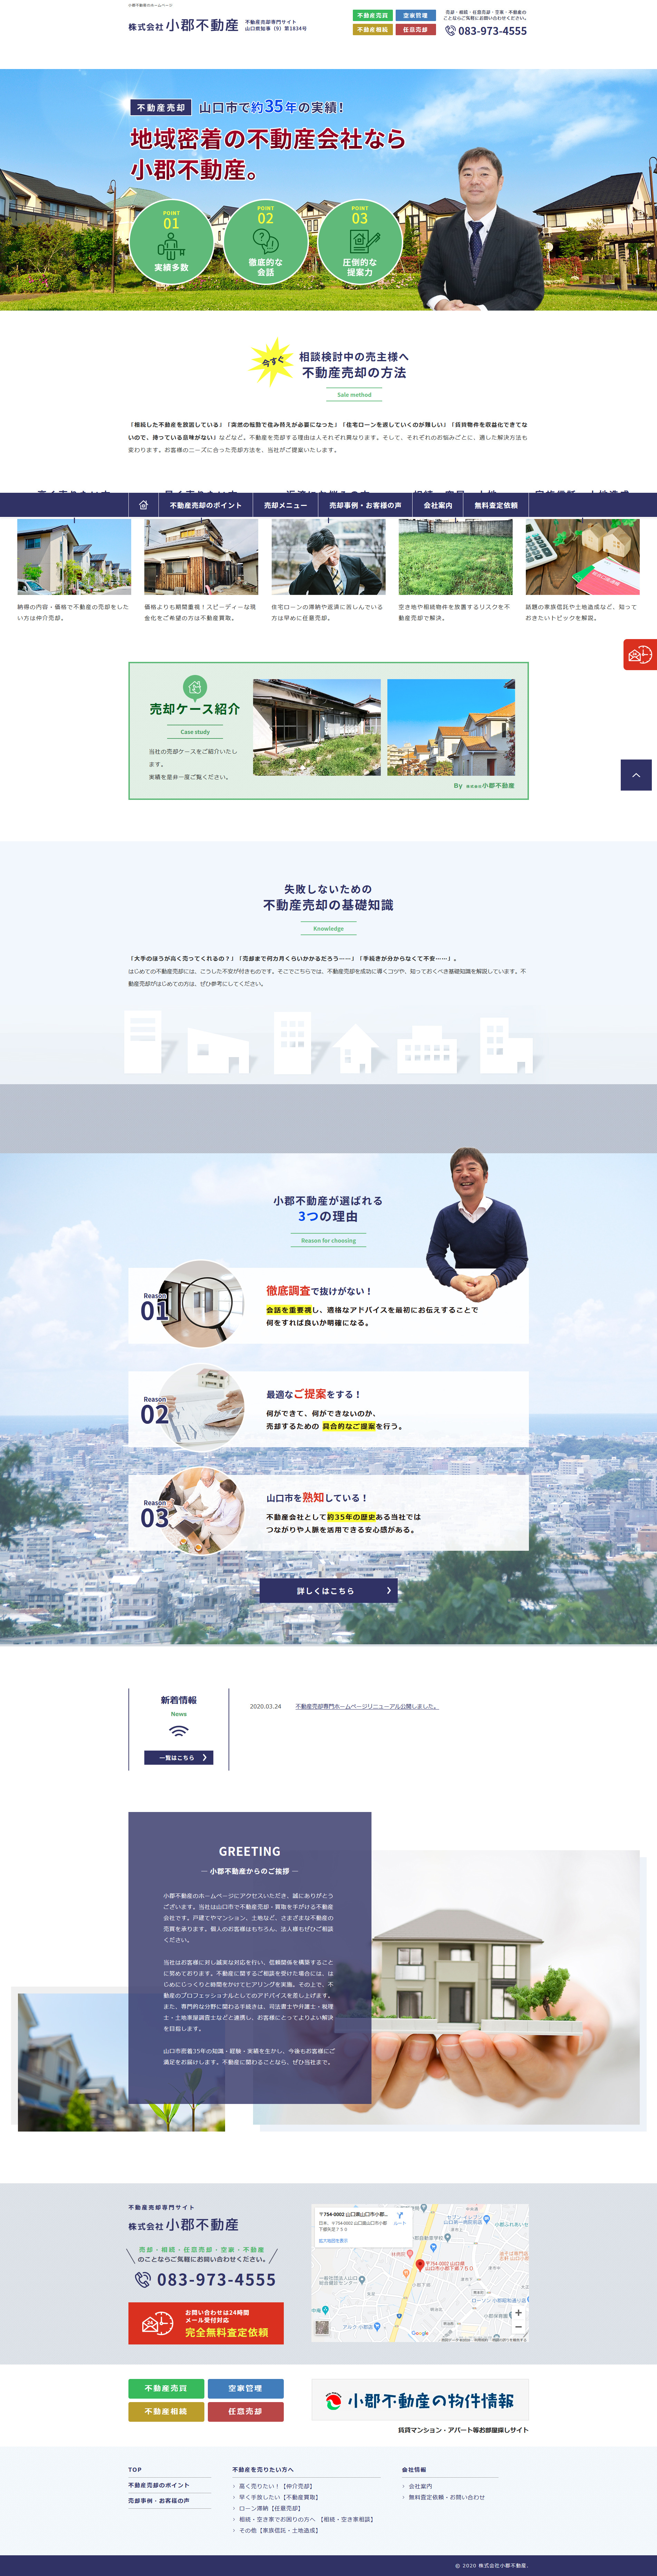 小郡不動産のホームページ
株式会社 小郡不動産
不動産売却専門サイト
山口県知事（9）第1834号
不動産売買
空家管理
不動産相続
任意売却
売却・相続・任意売却・空家・不動産の
ことならご気軽にお問い合わせください。
083-973-4555
不動産売却 山口市で約35年の実績！
地域密着の不動産会社なら
小郡不動産。
POINT
01
実績多数
POINT
02
徹底的な
会話
POINT
03
圧倒的な
提案力
今すぐ
相談検討中の売主様へ
不動産売却の方法
Sale method
「相続した不動産を放置している」「突然の転勤で住み替えが必要になった」「住宅ローンを返していくのが難しい」「賃貸物件を収益化できてな
いので、持っている意味がない」などなど。不動産を売却する理由は人それぞれ異なります。そして、それぞれのお悩みごとに、適した解決方法も
変わります。お客様のニーズに合った売却方法を、当社がご提案いたします。
不動産売却のポイント
売却メニュー
売却事例・お客様の声
会社案内
無料査定依頼
納得の内容・価格で不動産の売却をした
い方は仲介売却。
価格よりも期間重視！スピーディーな現
金化をご希望の方は不動産買取。
住宅ローンの滞納や返済に苦しんでいる
方は早めに任意売却。
空き地や相続物件を放置するリスクを不
動産売却で解決。
話題の家族信託や土地造成など、知って
おきたいトピックを解説。
売却ケース紹介
Case study
当社の売却ケースをご紹介いたし
ます。
実績を是非一度ご覧ください。
By 株式会社小郡不動産
失敗しないための
不動産売却の基礎知識
Knowledge
「大手のほうが高く売ってくれるの？」「売却まで何カ月くらいかかるだろう……」「手続きが分からなくて不安……」。
はじめての不動産売却には、こうした不安が付きものです。そこでこちらでは、不動産売却を成功に導くコツや、知っておくべき基礎知識を解説しています。不
動産売却がはじめての方は、ぜひ参考にしてください。
小郡不動産が選ばれる
3つの理由
Reason for choosing
Reason
01
徹底調査で抜けがない！
会話を重要視し、適格なアドバイスを最初にお伝えすることで
何をすれば良いか明確になる。
Reason
02
最適なご提案をする！
何ができて、何ができないのか、
売却するための 具合的なご提案を行う。
Reason
03
山口市を熟知している！
不動産会社として約35年の歴史ある当社では
つながりや人脈を活用できる安心感がある。
詳しくはこちら
新着情報
News
一覧はこちら
2020.03.24 不動産売却専門ホームページリニューアル公開しました。
GREETING
― 小郡不動産からのご挨拶 ―
小郡不動産のホームページにアクセスいただき、誠にありがとう
ございます。当社は山口市で不動産売却・買取を手がける不動産
会社です。戸建てやマンション、土地など、さまざまな不動産の
売買を承ります。個人のお客様はもちろん、法人様もぜひご相談
ください。
当社はお客様に対し誠実な対応を行い、信頼関係を構築すること
に努めております。不動産に関するご相談を受けた場合には、は
じめにじっくりと時間をかけてヒアリングを実施。その上で、不
動産のプロフェッショナルとしてのアドバイスを差し上げます。
また、専門的な分野に関わる手続きは、司法書士や弁護士・税理
士・土地家屋調査士などと連携し、お客様にとってよりよい解決
を目指します。
山口市密着35年の知識・経験・実績を生かし、今後もお客様にご
満足をお届けします。不動産に関わることなら、ぜひ当社まで。
不動産売却専門サイト
株式会社 小郡不動産
売却・相続・任意売却・空家・不動産
のことならご気軽にお問い合わせください。
083-973-4555
お問い合わせは24時間
メール受付対応
完全無料査定依頼
〒754-0002 山口県山口市小郡...
日本、〒754-0002 山口県山口市小郡
下郷矢足７５０
ルート
拡大地図を表示
〒754-0002 山口県
山口市小郡下郷７５０
セブン-イレブン
林病院
アルク 小郡店
Google
不動産売買
空家管理
不動産相続
任意売却
小郡不動産の物件情報
賃貸マンション・アパート等お部屋探しサイト
TOP
不動産売却のポイント
売却事例・お客様の声
不動産を売りたい方へ
高く売りたい！【仲介売却】
早く手放したい【不動産買取】
ローン滞納【任意売却】
相続・空き家でお困りの方へ 【相続・空き家相談】
その他【家族信託・土地造成】
会社情報
会社案内
無料査定依頼・お問い合わせ
© 2020 株式会社小郡不動産.